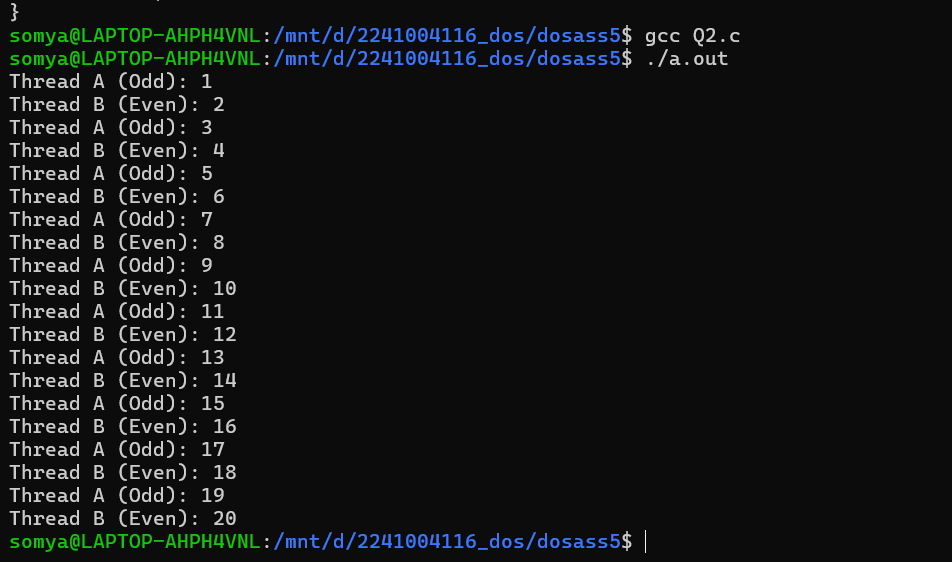 }
somya@LAPTOP-AHPH4VNL:/mnt/d/2241004116_dos/dosass5$ gcc Q2.c
somya@LAPTOP-AHPH4VNL:/mnt/d/2241004116_dos/dosass5$ ./a.out
Thread A (Odd): 1
Thread B (Even): 2
Thread A (Odd): 3
Thread B (Even): 4
Thread A (Odd): 5
Thread B (Even): 6
Thread A (Odd): 7
Thread B (Even): 8
Thread A (Odd): 9
Thread B (Even): 10
Thread A (Odd): 11
Thread B (Even): 12
Thread A (Odd): 13
Thread B (Even): 14
Thread A (Odd): 15
Thread B (Even): 16
Thread A (Odd): 17
Thread B (Even): 18
Thread A (Odd): 19
Thread B (Even): 20
somya@LAPTOP-AHPH4VNL:/mnt/d/2241004116_dos/dosass5$